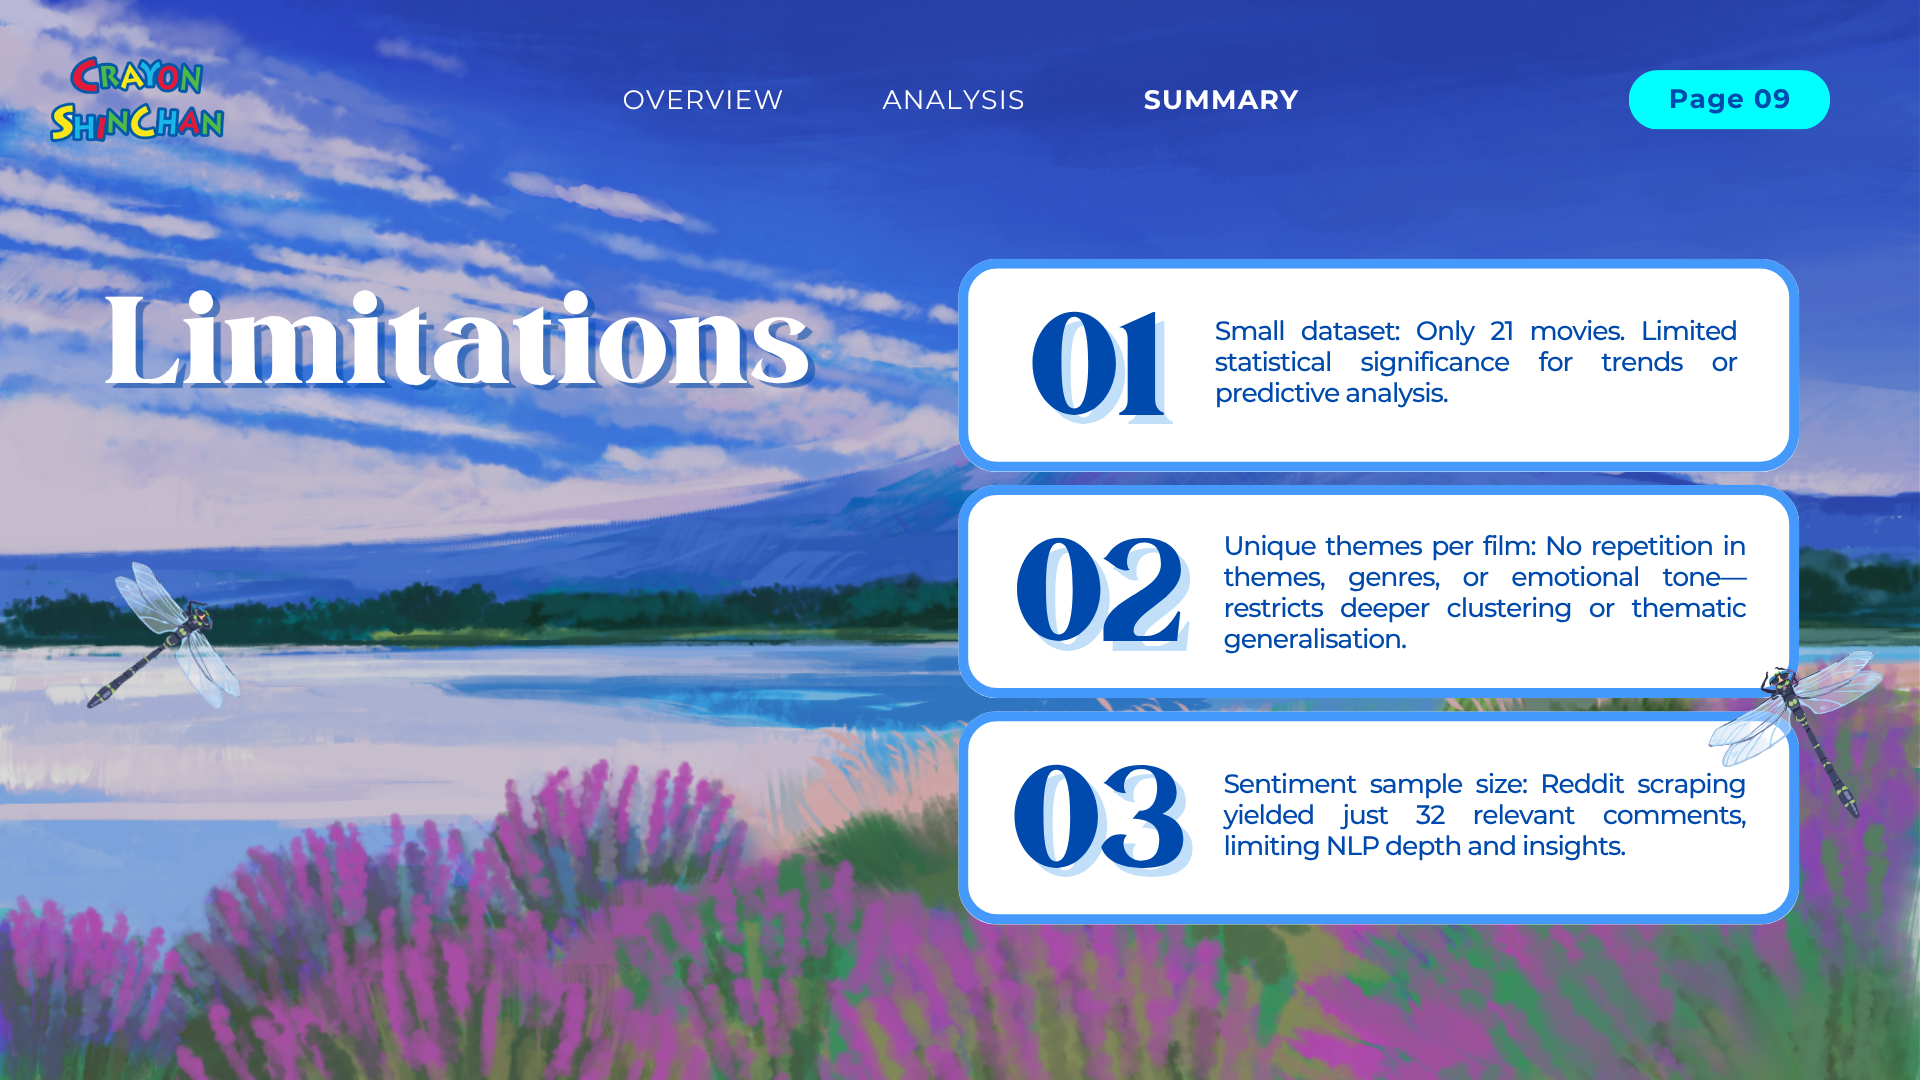 CRAYON
SHINCHAN
OVERVIEW
ANALYSIS
SUMMARY
Page 09
Limitations
01
Small dataset: Only 21 movies. Limited
statistical significance for trends or
predictive analysis.
02
Unique themes per film: No repetition in
themes, genres, or emotional tone—
restricts deeper clustering or thematic
generalisation.
03
Sentiment sample size: Reddit scraping
yielded just 32 relevant comments,
limiting NLP depth and insights.